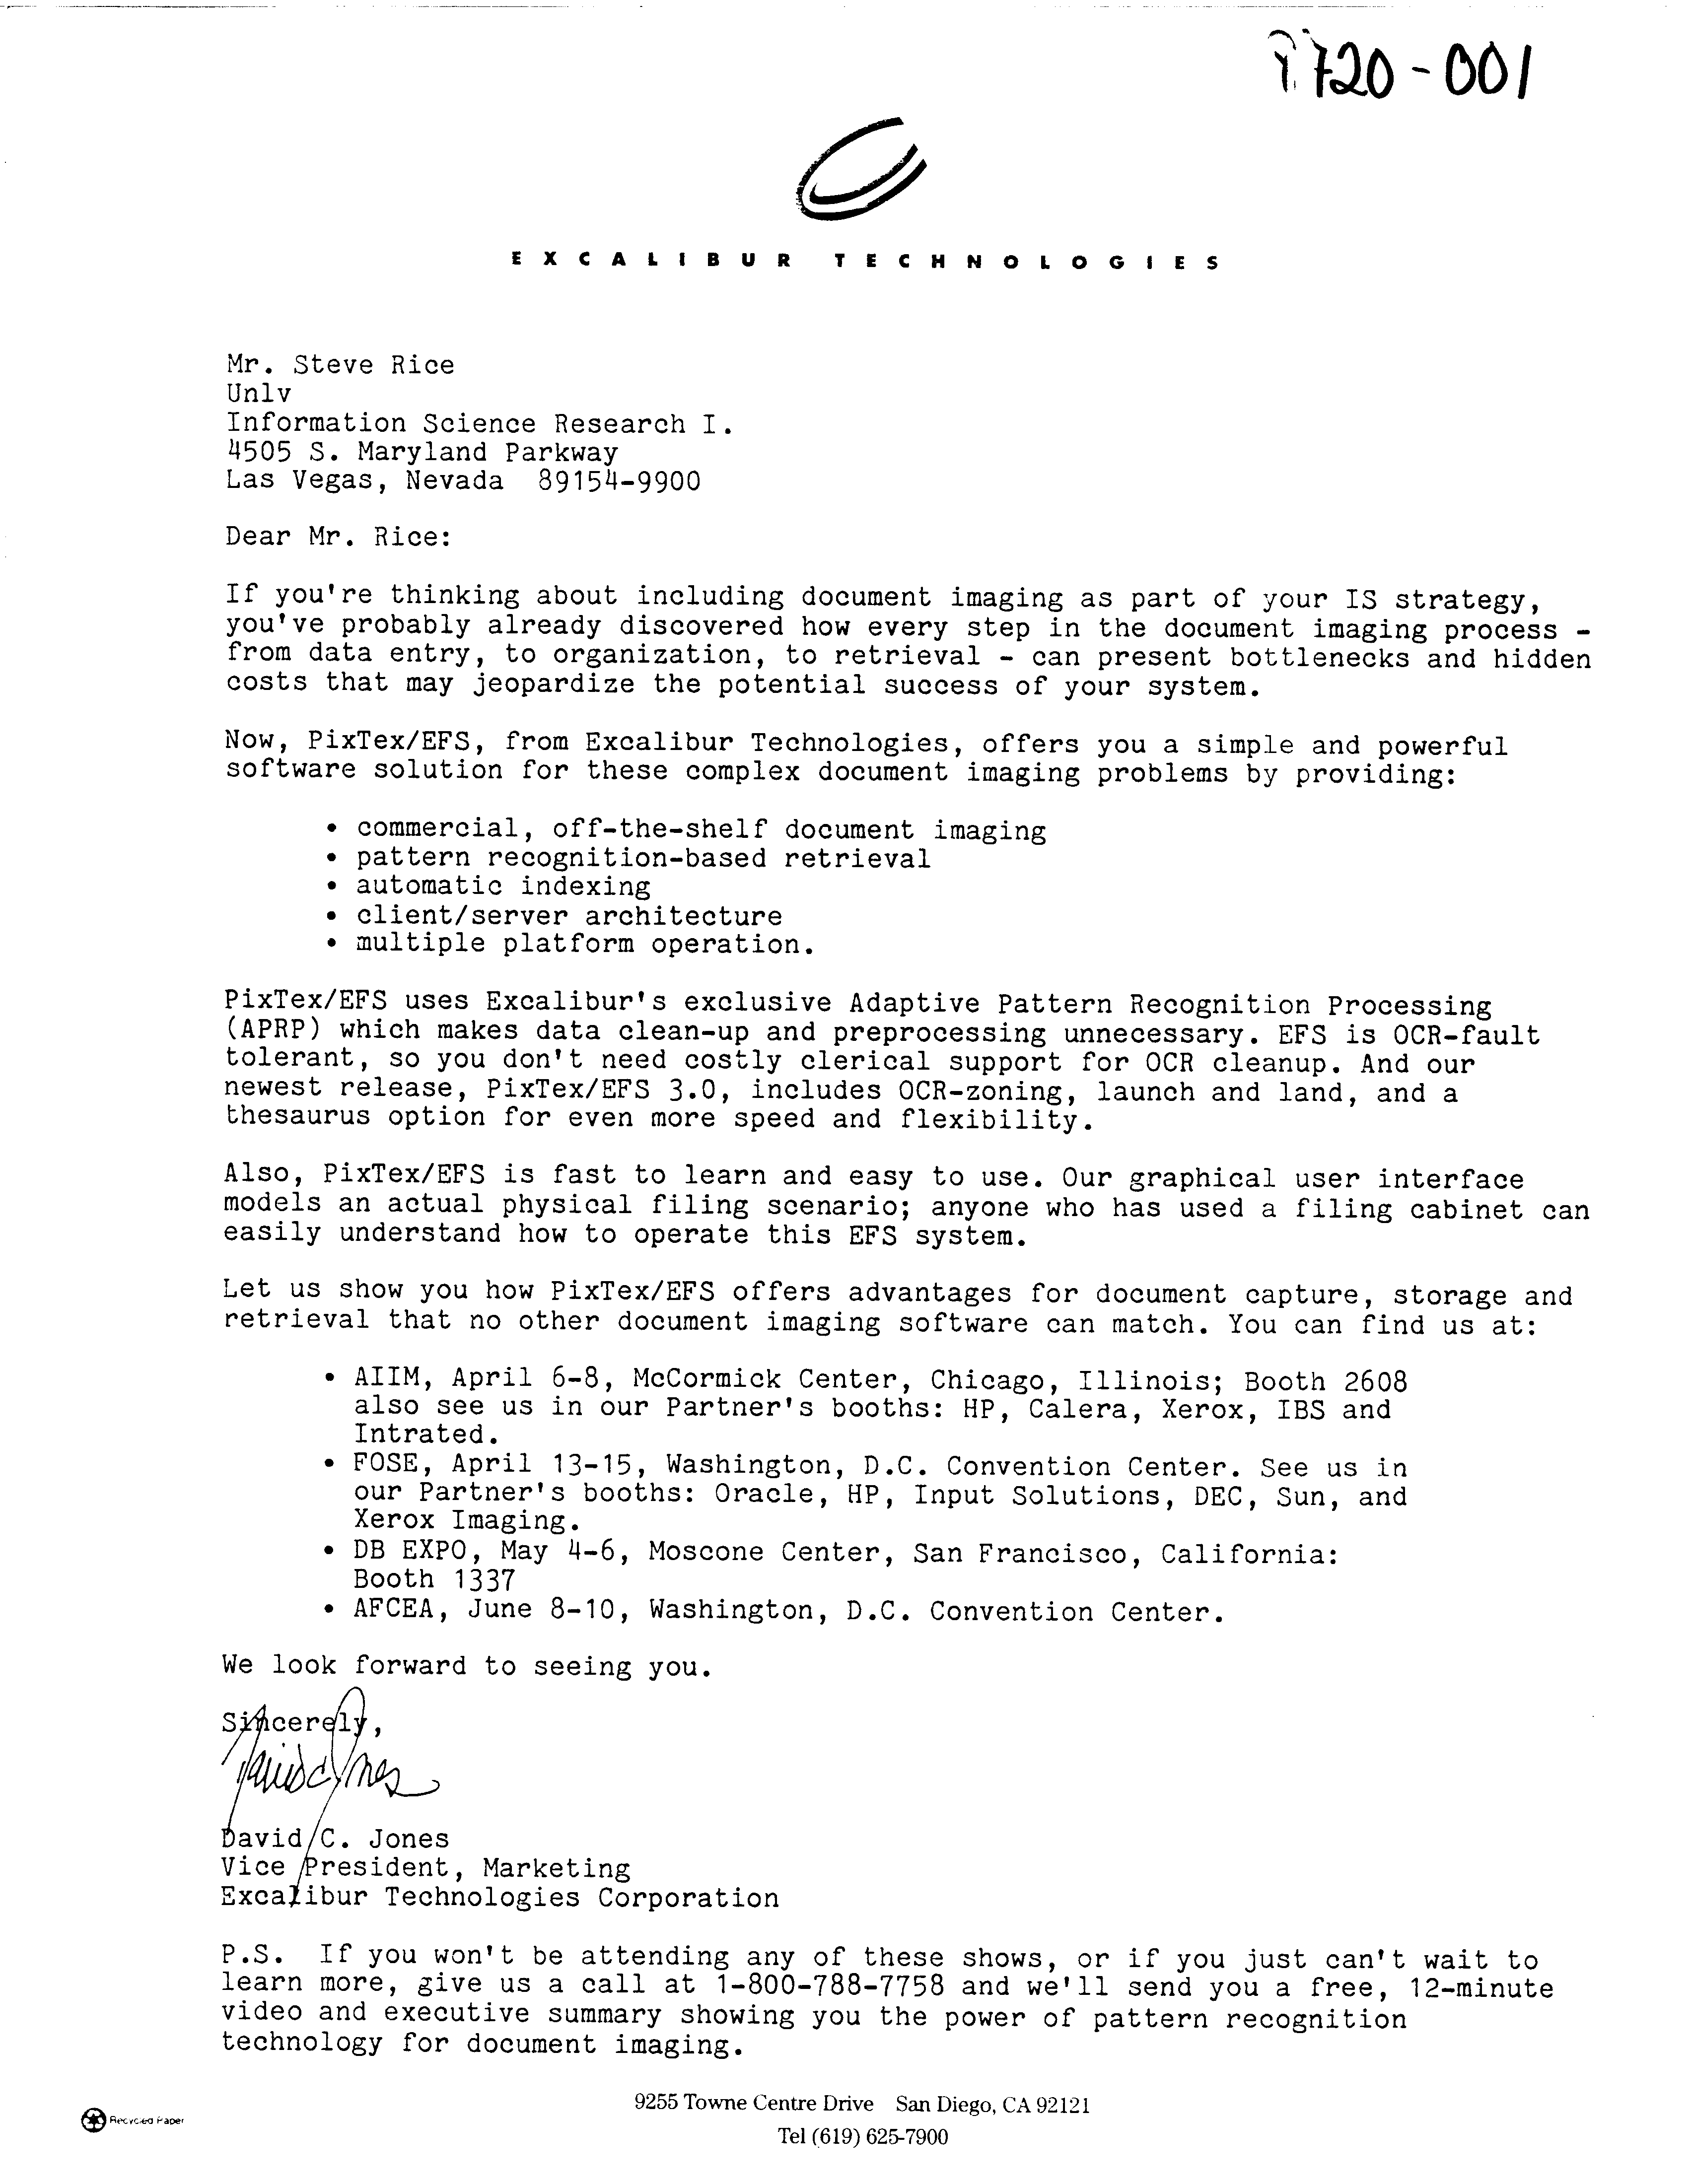 720-001
EXCALIBUR TECHNOLOGIES
Mr. Steve Rice
Unlv
Information Science Research I.
4505 S. Maryland Parkway
Las Vegas, Nevada  89154-9900
Dear Mr. Rice:
If you're thinking about including document imaging as part of your IS strategy,
you've probably already discovered how every step in the document imaging process -
from data entry, to organization, to retrieval - can present bottlenecks and hidden
costs that may jeopardize the potential success of your system.
Now, PixTex/EFS, from Excalibur Technologies, offers you a simple and powerful
software solution for these complex document imaging problems by providing:
• commercial, off-the-shelf document imaging
• pattern recognition-based retrieval
• automatic indexing
• client/server architecture
• multiple platform operation.
PixTex/EFS uses Excalibur's exclusive Adaptive Pattern Recognition Processing
(APRP) which makes data clean-up and preprocessing unnecessary. EFS is OCR-fault
tolerant, so you don't need costly clerical support for OCR cleanup. And our
newest release, PixTex/EFS 3.0, includes OCR-zoning, launch and land, and a
thesaurus option for even more speed and flexibility.
Also, PixTex/EFS is fast to learn and easy to use. Our graphical user interface
models an actual physical filing scenario; anyone who has used a filing cabinet can
easily understand how to operate this EFS system.
Let us show you how PixTex/EFS offers advantages for document capture, storage and
retrieval that no other document imaging software can match. You can find us at:
• AIIM, April 6-8, McCormick Center, Chicago, Illinois; Booth 2608
also see us in our Partner's booths: HP, Calera, Xerox, IBS and
Intrated.
• FOSE, April 13-15, Washington, D.C. Convention Center. See us in
our Partner's booths: Oracle, HP, Input Solutions, DEC, Sun, and
Xerox Imaging.
• DB EXPO, May 4-6, Moscone Center, San Francisco, California:
Booth 1337
• AFCEA, June 8-10, Washington, D.C. Convention Center.
We look forward to seeing you.
Sincerely,
David C Jones
David C. Jones
Vice President, Marketing
Excalibur Technologies Corporation
P.S.  If you won't be attending any of these shows, or if you just can't wait to
learn more, give us a call at 1-800-788-7758 and we'll send you a free, 12-minute
video and executive summary showing you the power of pattern recognition
technology for document imaging.
9255 Towne Centre Drive   San Diego, CA 92121
Recycled Paper
Tel (619) 625-7900